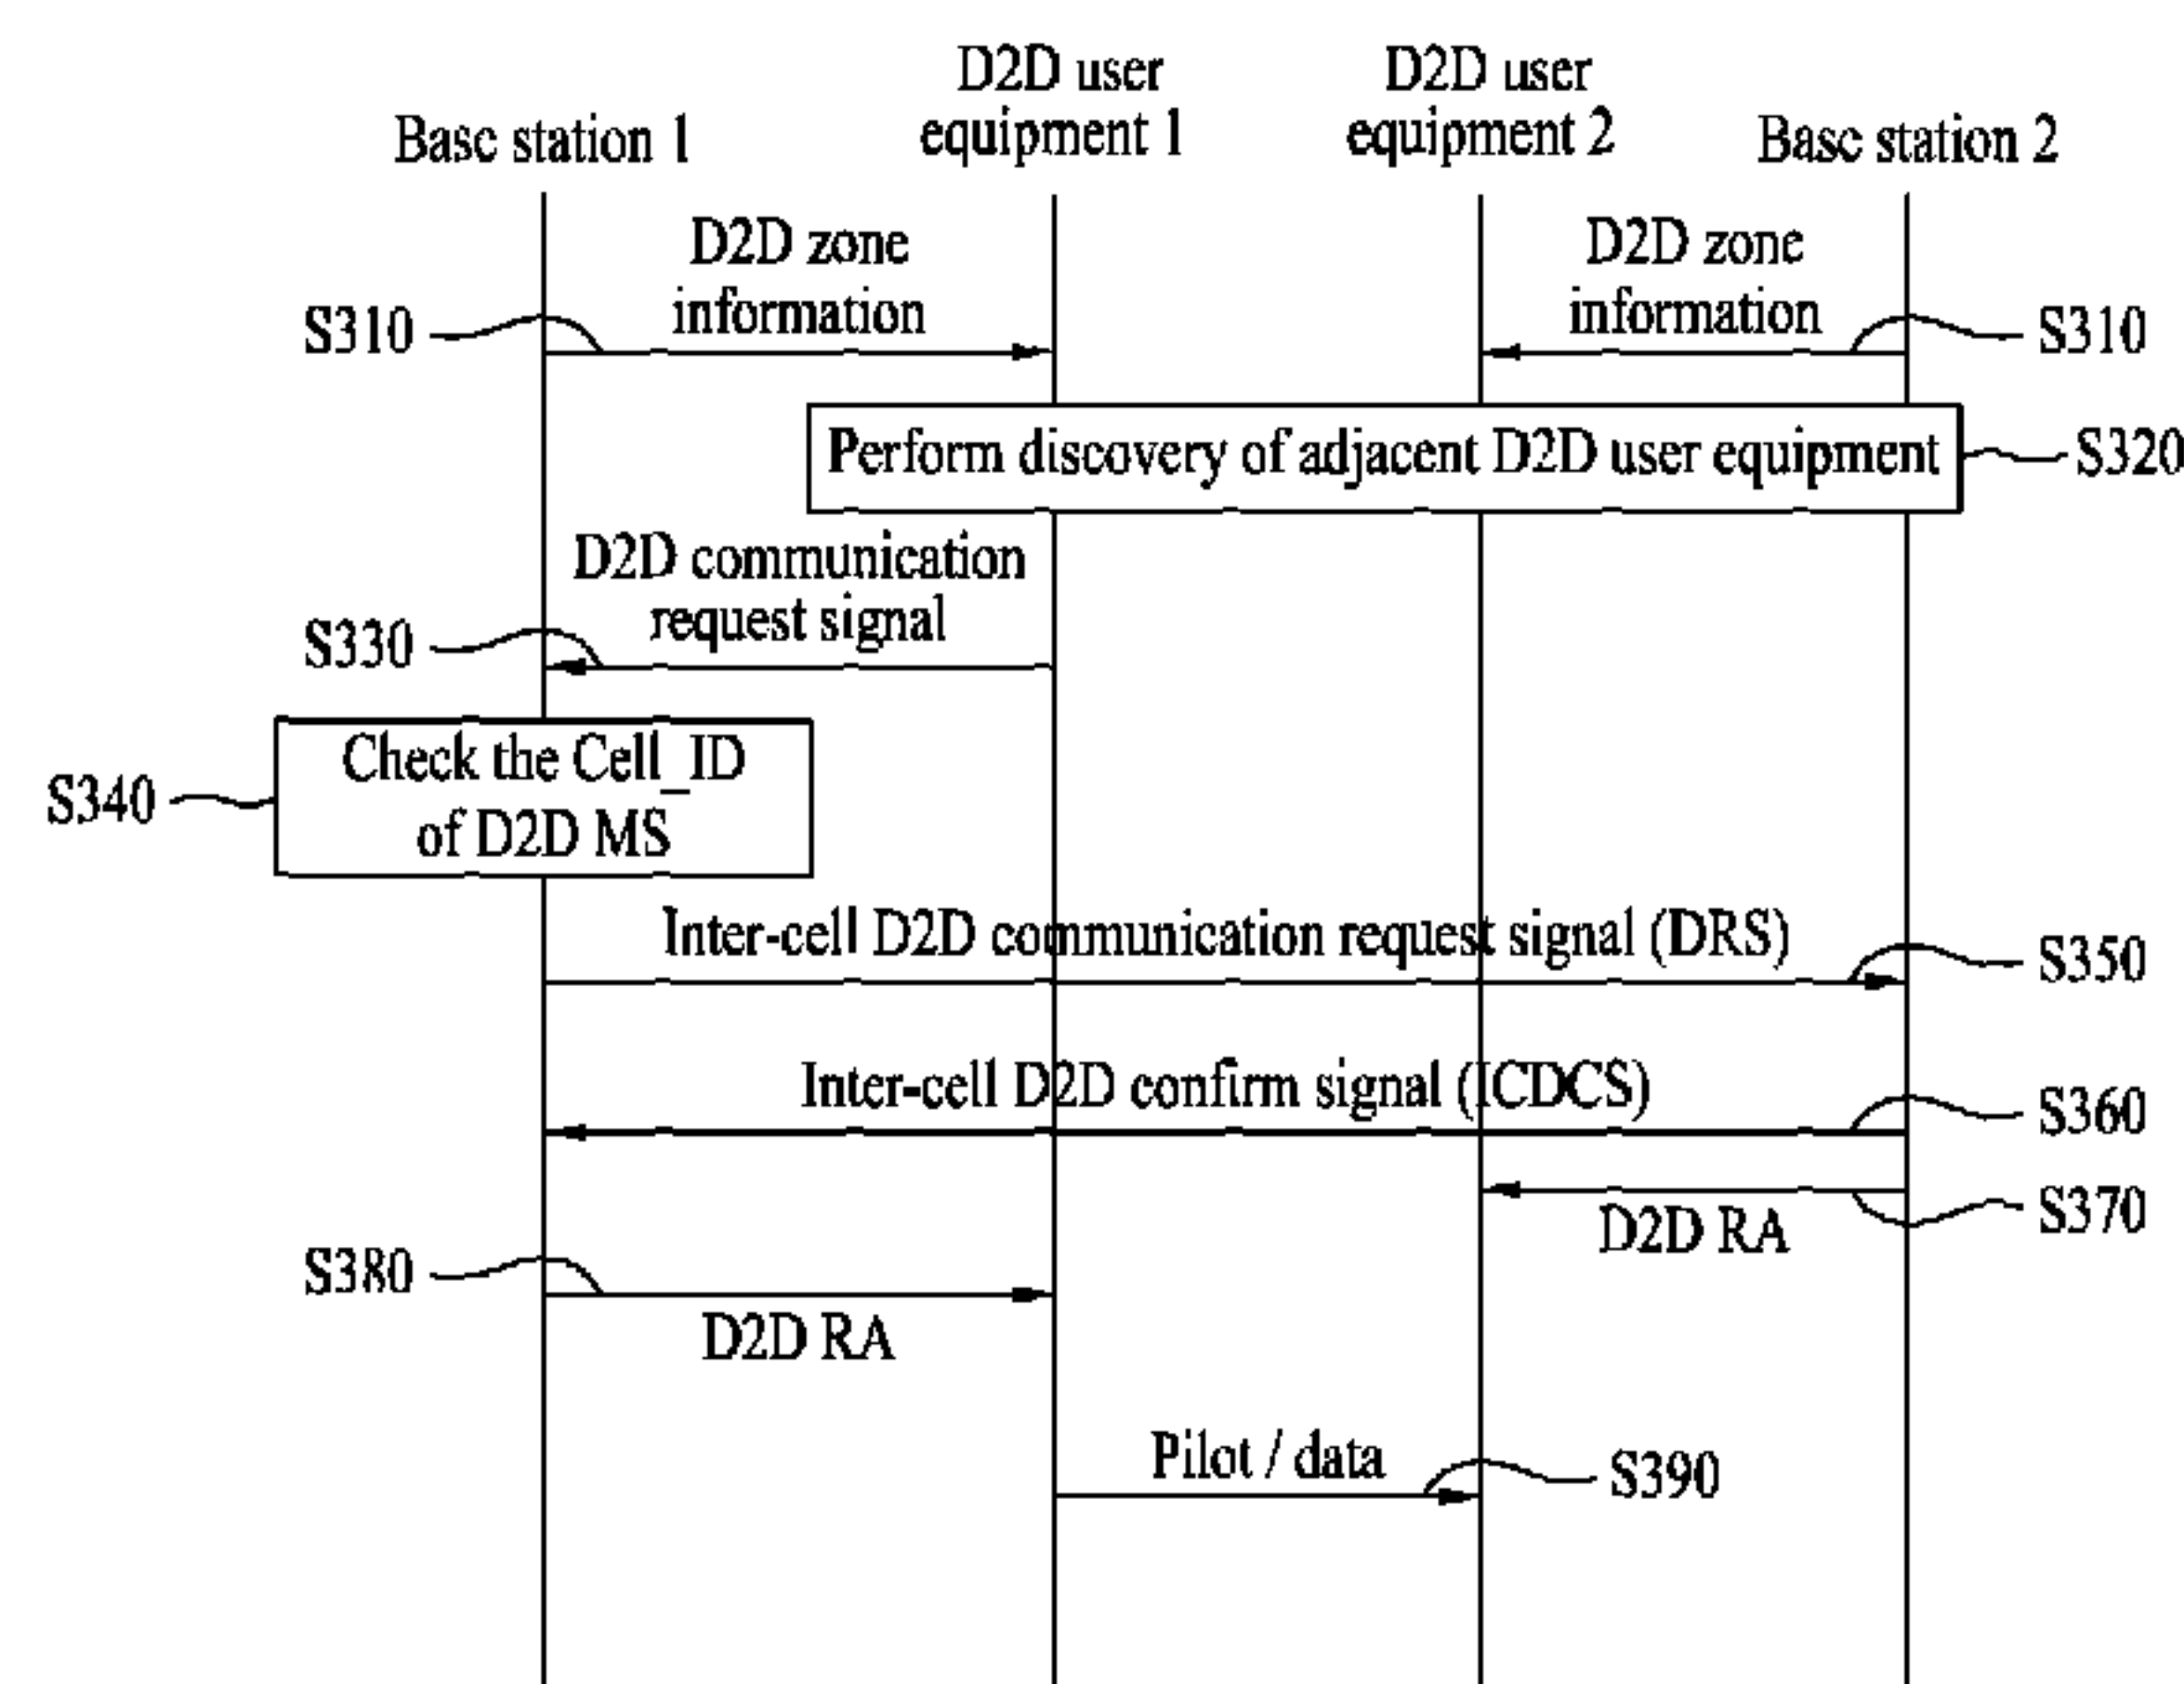 D2D user
equipment 1
D2D user
equipment 2
Base station 1
Base station 2
D2D zone
information
D2D zone
information
S310
S310
Perform discovery of adjacent D2D user equipment
S320
D2D communication
request signal
S330
Check the Cell_ID
of D2D MS
S340
Inter-cell D2D communication request signal (DRS)
S350
Inter-cell D2D confirm signal (ICDCS)
S360
S370
D2D RA
S380
D2D RA
Pilot / data
S390